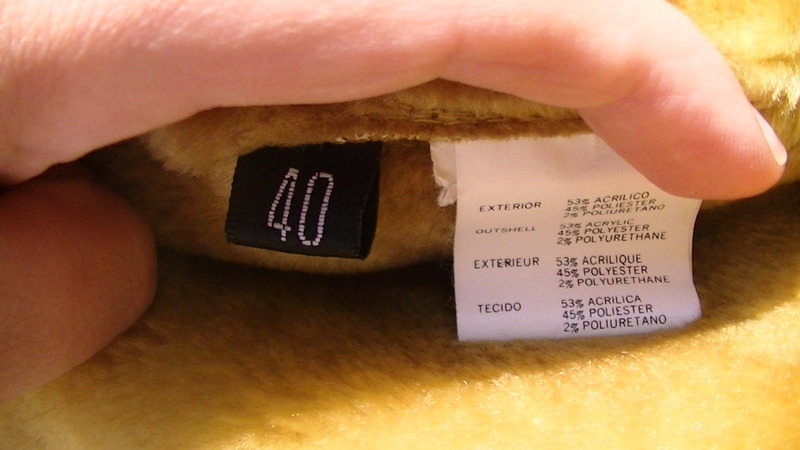 40
EXTERIOR 53% ACRILICO
45% POLIESTER
2% POLIURETANO
OUTSHELL 53% ACRYLIC
45% POLYESTER
2% POLYURETHANE
EXTERIEUR 53% ACRILIQUE
45% POLYESTER
2% POLYURETHANE
TECIDO 53% ACRILICA
45% POLIESTER
2% POLIURETANO